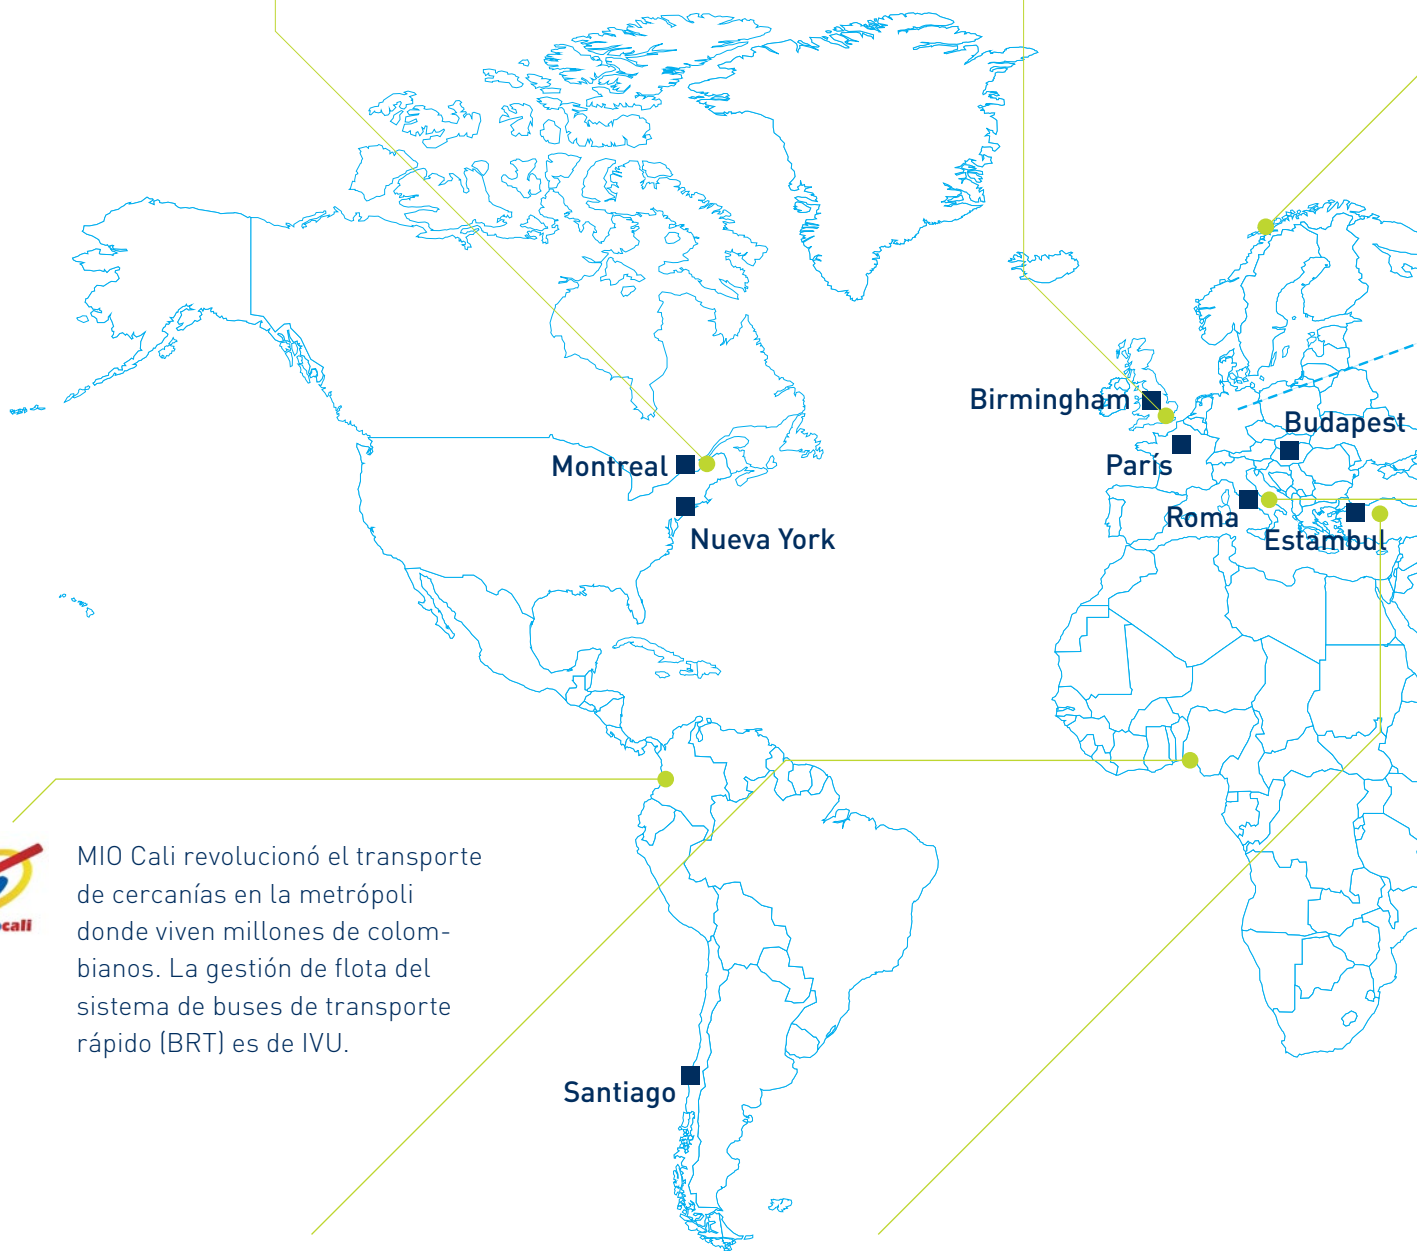 Birmingham
Budapest
París
Montreal
Roma
Estambul
Nueva York
cali
MIO Cali revolucionó el transporte
de cercanías en la metrópoli
donde viven millones de colom-
bianos. La gestión de flota del
sistema de buses de transporte
rápido (BRT) es de IVU.
Santiago